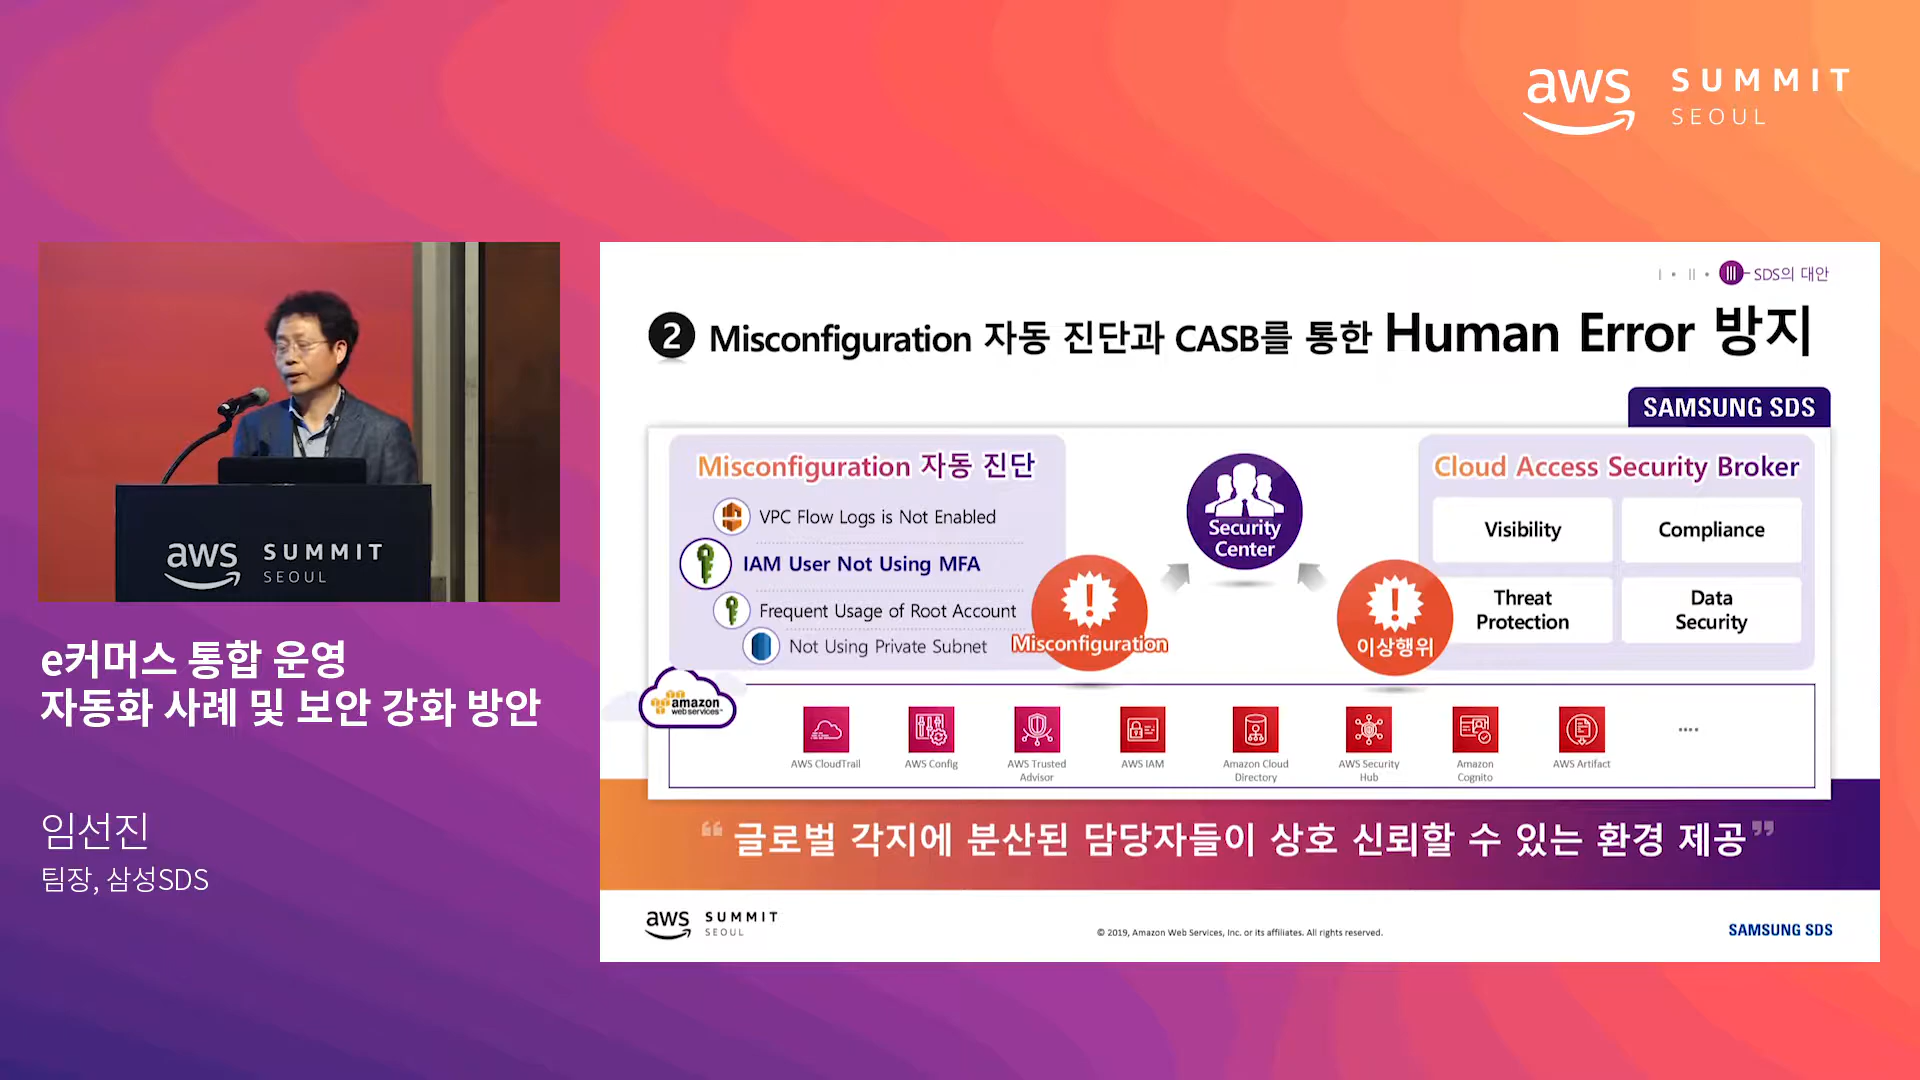 aws SUMMIT
SEOUL
aws SUMMIT
SEOUL
e커머스 통합 운영
자동화 사례 및 보안 강화 방안
임선진
팀장, 삼성SDS
I • II • III SDS의 대안
2 Misconfiguration 자동 진단과 CASB를 통한 Human Error 방지
SAMSUNG SDS
Misconfiguration 자동 진단
VPC Flow Logs is Not Enabled
IAM User Not Using MFA
Frequent Usage of Root Account
Not Using Private Subnet
Misconfiguration
Security
Center
이상행위
Cloud Access Security Broker
Visibility
Compliance
Threat
Protection
Data
Security
amazon
web services™
AWS CloudTrail
AWS Config
AWS Trusted
Advisor
AWS IAM
Amazon Cloud
Directory
AWS Security
Hub
Amazon
Cognito
AWS Artifact
....
“ 글로벌 각지에 분산된 담당자들이 상호 신뢰할 수 있는 환경 제공 ”
aws SUMMIT
SEOUL
© 2019, Amazon Web Services, Inc. or its affiliates. All rights reserved.
SAMSUNG SDS